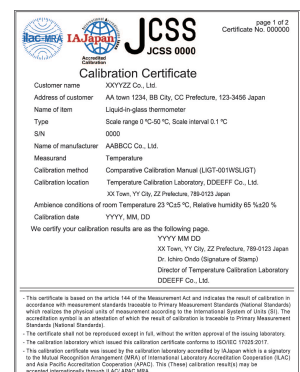 page 1 of 2
Certificate No. 000000
ilac-MRA
IAJapan
Accredited
Calibration
JCSS
JCSS 0000
Calibration Certificate
Customer name XXYYZZ Co., Ltd.
Address of customer AA town 1234, BB City, CC Prefecture, 123-3456 Japan
Name of item Liquid-in-glass thermometer
Type Scale range 0 ºC-50 ºC, Scale interval 0.1 ºC
S/N 0000
Name of manufacturer AABBCC Co., Ltd.
Measurand Temperature
Calibration method Comparative Calibration Manual (LIGT-001WSLIGT)
Calibration location Temperature Calibration Laboratory, DDEEFF Co., Ltd.
XX Town, YY City, ZZ Prefecture, 789-0123 Japan
Ambience conditions of room Temperature 23 ºC±5 ºC, Relative humidity 65 %±20 %
Calibration date YYYY, MM, DD
We certify your calibration results are as the following page.
YYYY MM DD
XX Town, YY City, ZZ Prefecture, 789-0123 Japan
Dr. Ichiro Ondo (Signature of Stamp)
Director of Temperature Calibration Laboratory
DDEEFF Co., Ltd.
- This certificate is based on the article 144 of the Measurement Act and indicates the result of calibration in
accordance with measurement standards traceable to Primary Measurement Standards (National Standards)
which realizes the physical units of measurement according to the International System of Units (SI). The
accreditation symbol is an attestation of which the result of calibration is traceable to Primary Measurement
Standards (National Standards).
- The certificate shall not be reproduced except in full, without the written approval of the issuing laboratory.
- The calibration laboratory which issued this calibration certificate conforms to ISO/IEC 17025:2017.
- This calibration certificate was issued by the calibration laboratory accredited by IAJapan which is a signatory
to the Mutual Recognition Arrangement (MRA) of International Laboratory Accreditation Cooperation (ILAC)
and Asia Pacific Accreditation Cooperation (APAC). This (These) calibration result(s) may be
accepted internationally through ILAC/ APAC MRA.